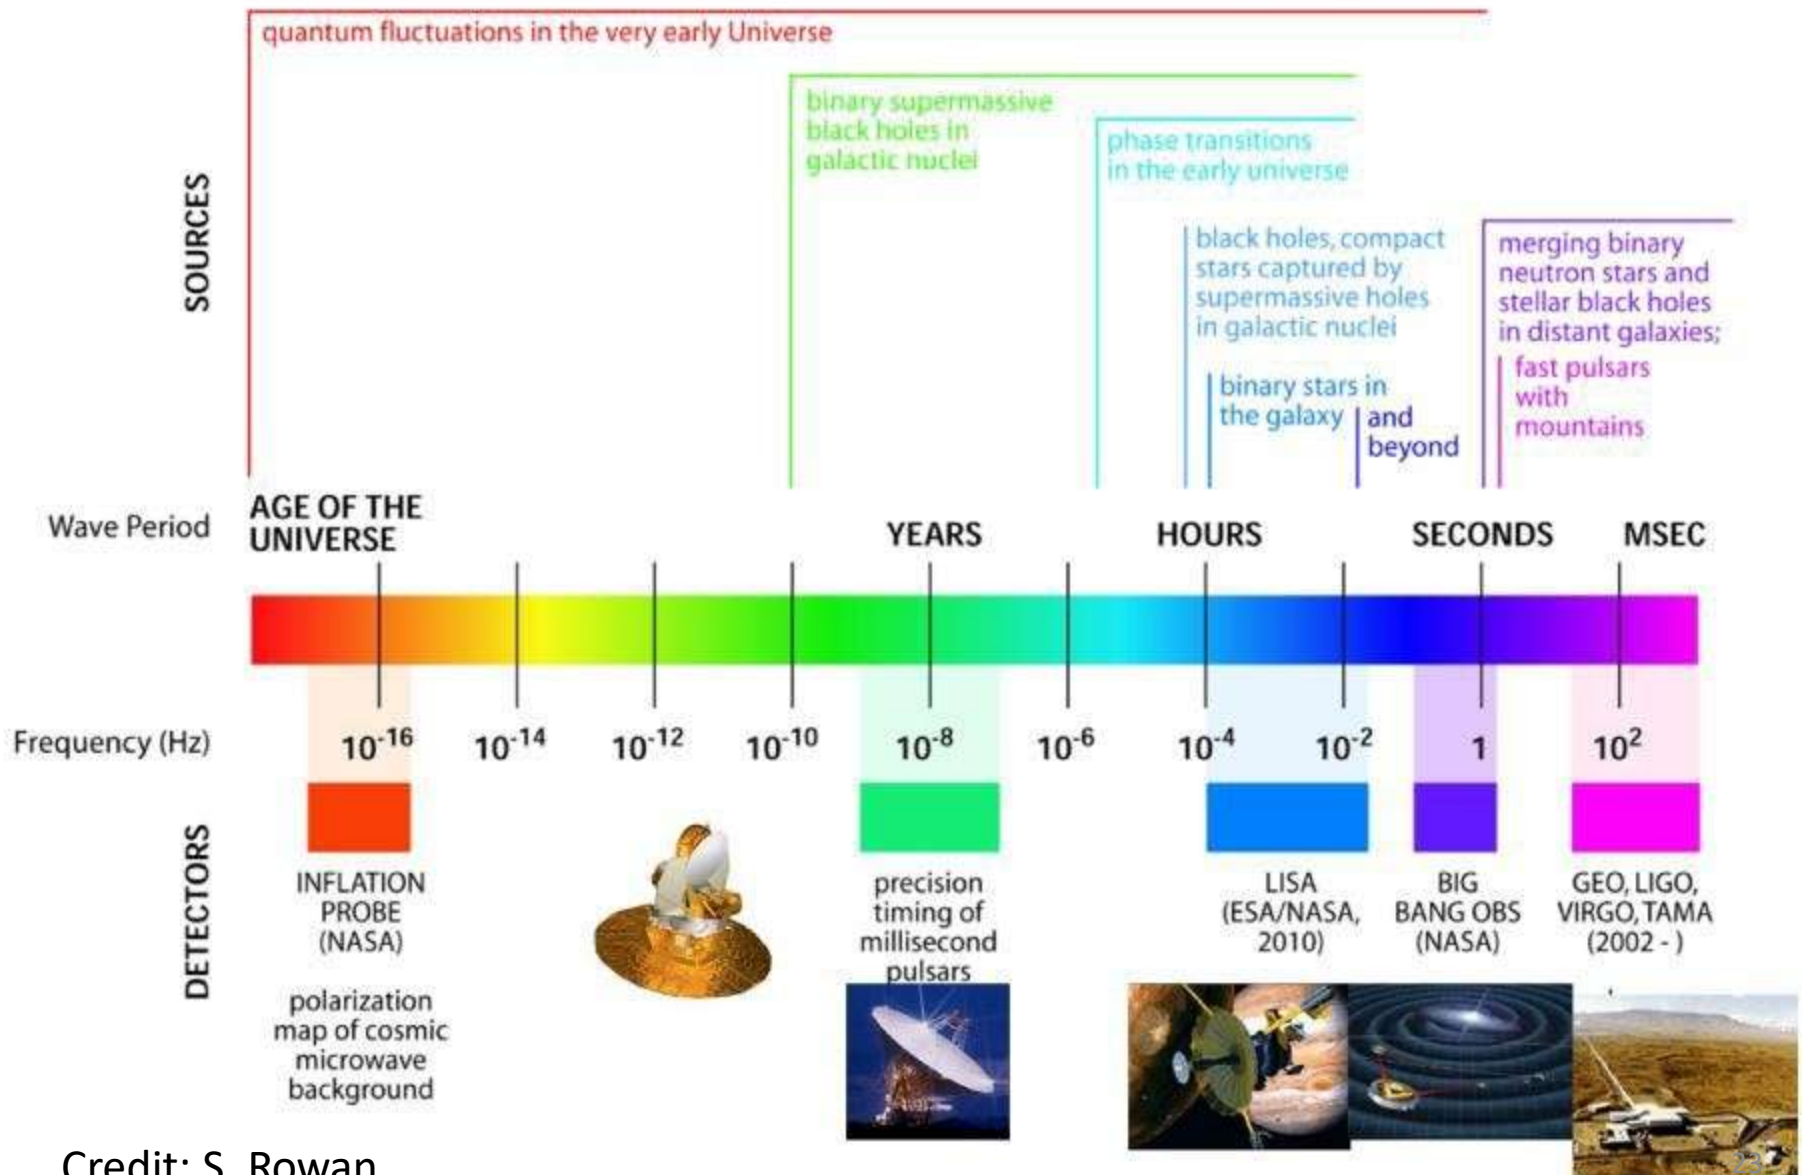 quantum fluctuations in the very early Universe
binary supermassive
black holes in
galactic nuclei
phase transitions
in the early universe
black holes, compact
stars captured by
supermassive holes
in galactic nuclei
merging binary
neutron stars and
stellar black holes
in distant galaxies;
fast pulsars
with
mountains
binary stars in
the galaxy
and
beyond
SOURCES
Wave Period
AGE OF THE
UNIVERSE
YEARS
HOURS
SECONDS
MSEC
Frequency (Hz)
10⁻¹⁶ 10⁻¹⁴ 10⁻¹² 10⁻¹⁰ 10⁻⁸ 10⁻⁶ 10⁻⁴ 10⁻² 1 10²
DETECTORS
INFLATION
PROBE
(NASA)
polarization
map of cosmic
microwave
background
precision
timing of
millisecond
pulsars
LISA
(ESA/NASA,
2010)
BIG
BANG OBS
(NASA)
GEO, LIGO,
VIRGO, TAMA
(2002 - )
Credit: S. Rowan
23